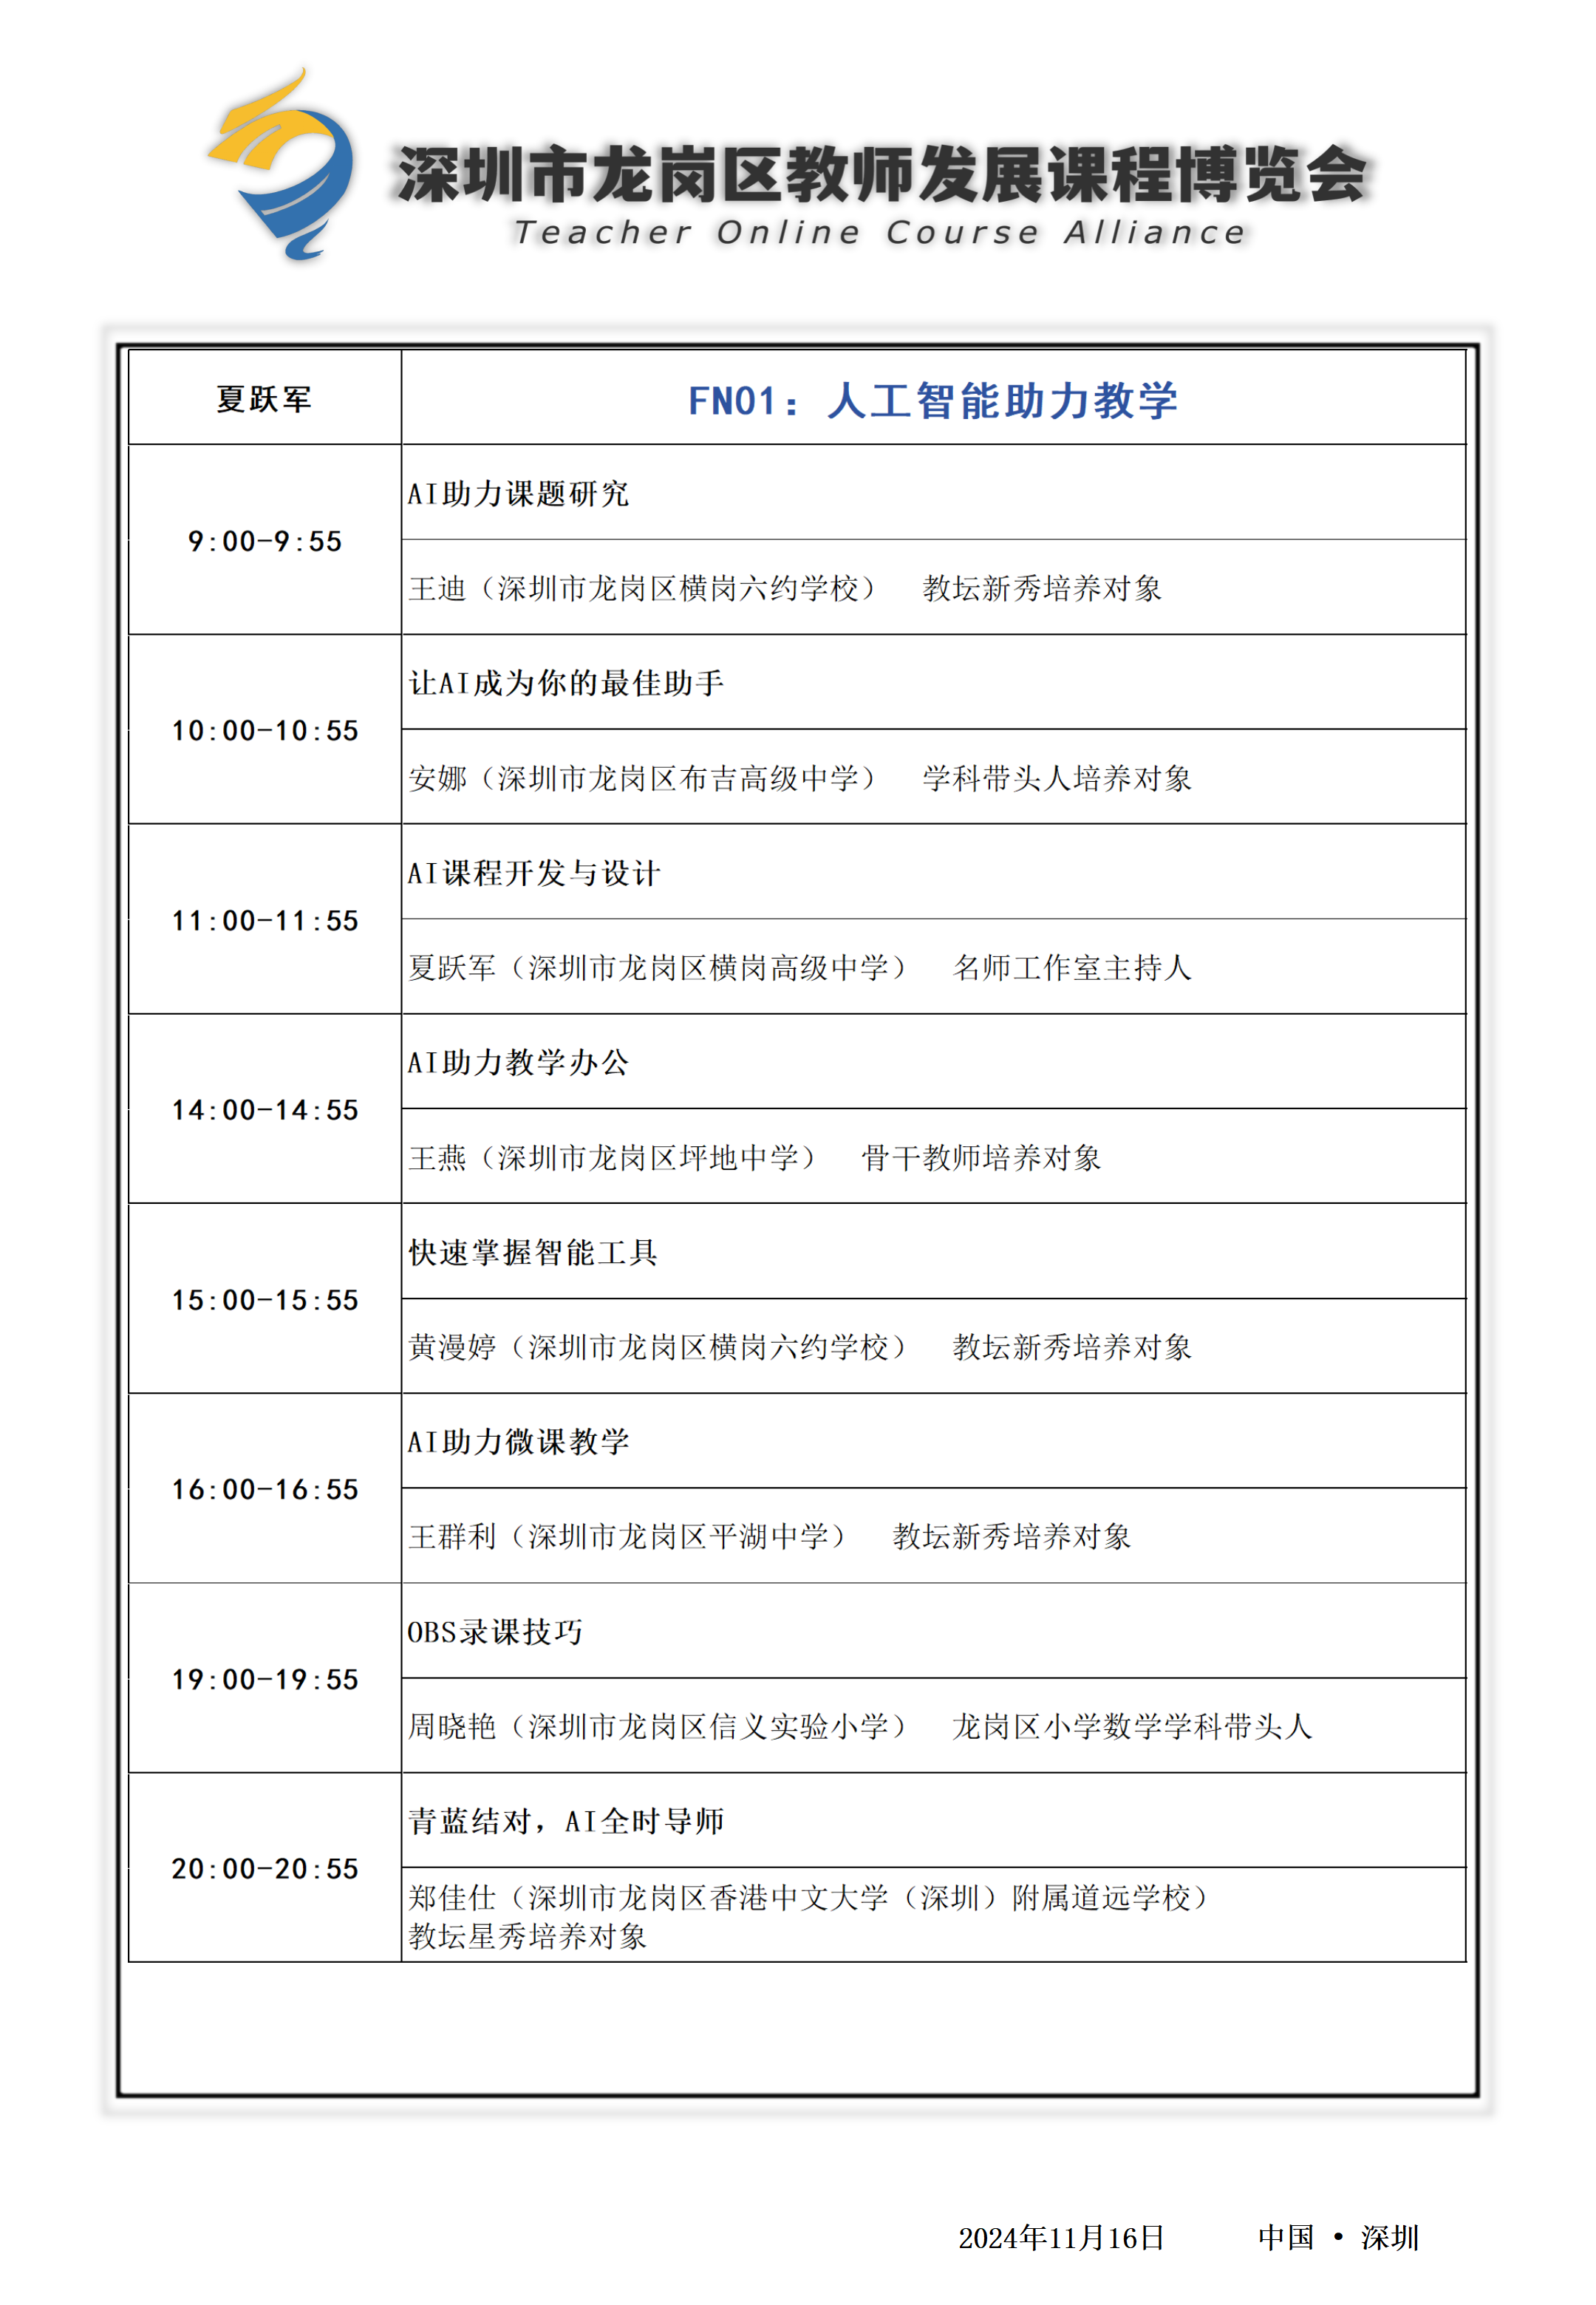 深圳市龙岗区教师发展课程博览会
Teacher Online Course Alliance
夏跃军
FN01：人工智能助力教学
9:00-9:55
AI助力课题研究
王迪（深圳市龙岗区横岗六约学校） 教坛新秀培养对象
10:00-10:55
让AI成为你的最佳助手
安娜（深圳市龙岗区布吉高级中学） 学科带头人培养对象
11:00-11:55
AI课程开发与设计
夏跃军（深圳市龙岗区横岗高级中学） 名师工作室主持人
14:00-14:55
AI助力教学办公
王燕（深圳市龙岗区坪地中学） 骨干教师培养对象
15:00-15:55
快速掌握智能工具
黄漫婷（深圳市龙岗区横岗六约学校） 教坛新秀培养对象
16:00-16:55
AI助力微课教学
王群利（深圳市龙岗区平湖中学） 教坛新秀培养对象
19:00-19:55
OBS录课技巧
周晓艳（深圳市龙岗区信义实验小学） 龙岗区小学数学学科带头人
20:00-20:55
青蓝结对，AI全时导师
郑佳仕（深圳市龙岗区香港中文大学（深圳）附属道远学校）
教坛星秀培养对象
2024年11月16日 中国 • 深圳